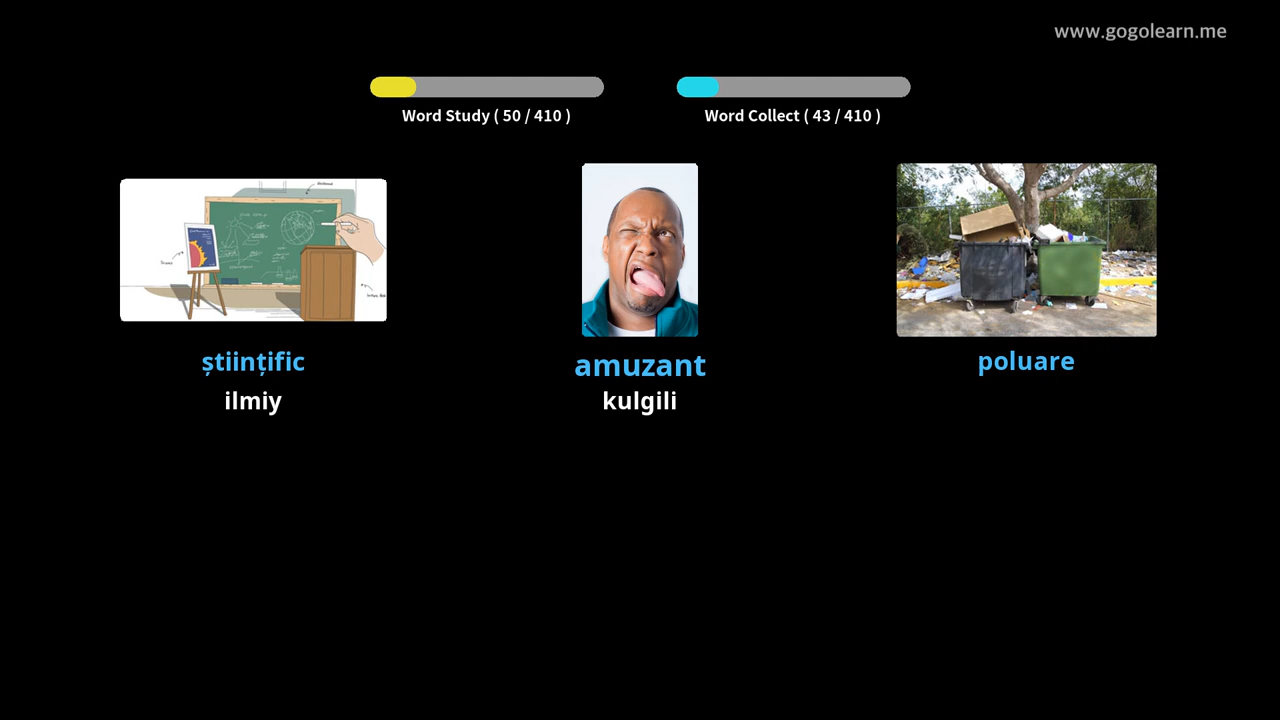 www.gogolearn.me
Word Study ( 50 / 410 )
Word Collect ( 43 / 410 )
științific
ilmiy
amuzant
kulgili
poluare